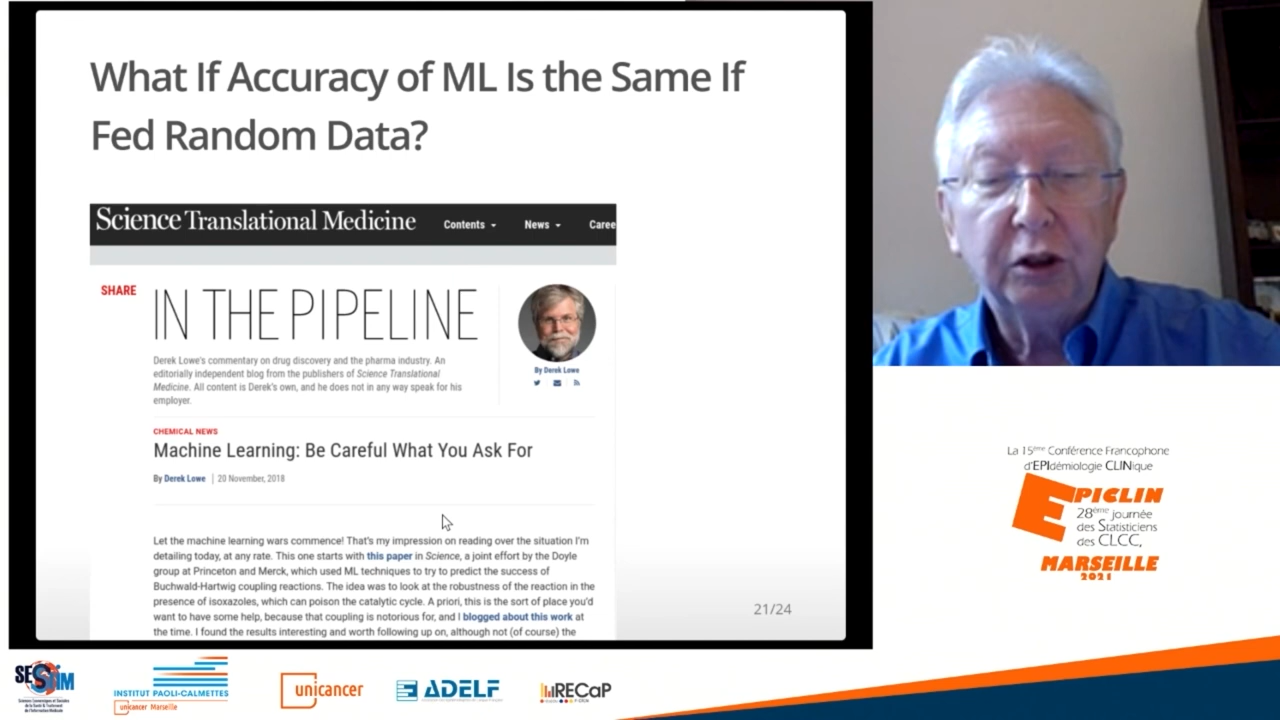 What If Accuracy of ML Is the Same If
Fed Random Data?
Science Translational Medicine
Contents
News
Caree
SHARE
IN THE PIPELINE
Derek Lowe's commentary on drug discovery and the pharma industry. An
editorially independent blog from the publishers of Science Translational
Medicine. All content is Derek's own, and he does not in any way speak for his
employer.
By Derek Lowe
CHEMICAL NEWS
Machine Learning: Be Careful What You Ask For
By Derek Lowe | 20 November, 2018
Let the machine learning wars commence! That's my impression on reading over the situation I'm
detailing today, at any rate. This one starts with this paper in Science, a joint effort by the Doyle
group at Princeton and Merck, which used ML techniques to try to predict the success of
Buchwald-Hartwig coupling reactions. The idea was to look at the robustness of the reaction in the
presence of isoxazoles, which can poison the catalytic cycle. A priori, this is the sort of place you'd
want to have some help, because that coupling is notorious for, and I blogged about this work at
the time. I found the results interesting and worth following up on, although not (of course) the
21/24
La 15ème Conférence Francophone
d'EPIdémiologie CLINique
EPICLIN
28ème journée
des Statisticiens
des CLCC,
MARSEILLE
2021
SESSTIM
INSTITUT PAOLI-CALMETTES
unicancer Marseille
unicancer
ADELF
RECaP